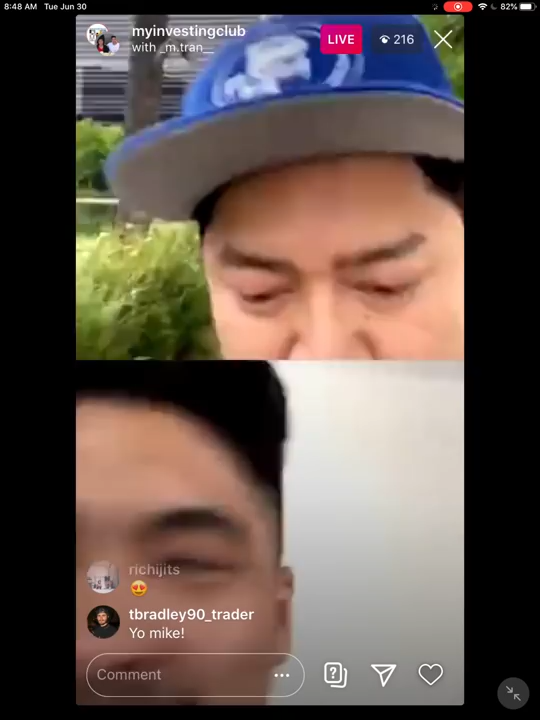 8:48 AM Tue Jun 30
82%
myinvestingclub
with _m.tran__
LIVE
216
richijits
😍
tbradley90_trader
Yo mike!
Comment